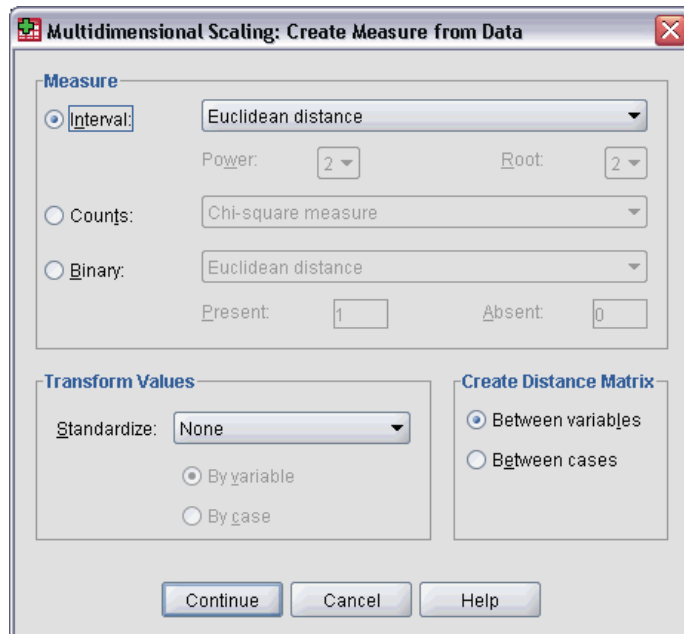 Multidimensional Scaling: Create Measure from Data
Measure
Interval: Euclidean distance
Power: 2 Root: 2
Counts: Chi-square measure
Binary: Euclidean distance
Present: 1 Absent: 0
Transform Values
Standardize: None
By variable
By case
Create Distance Matrix
Between variables
Between cases
Continue Cancel Help